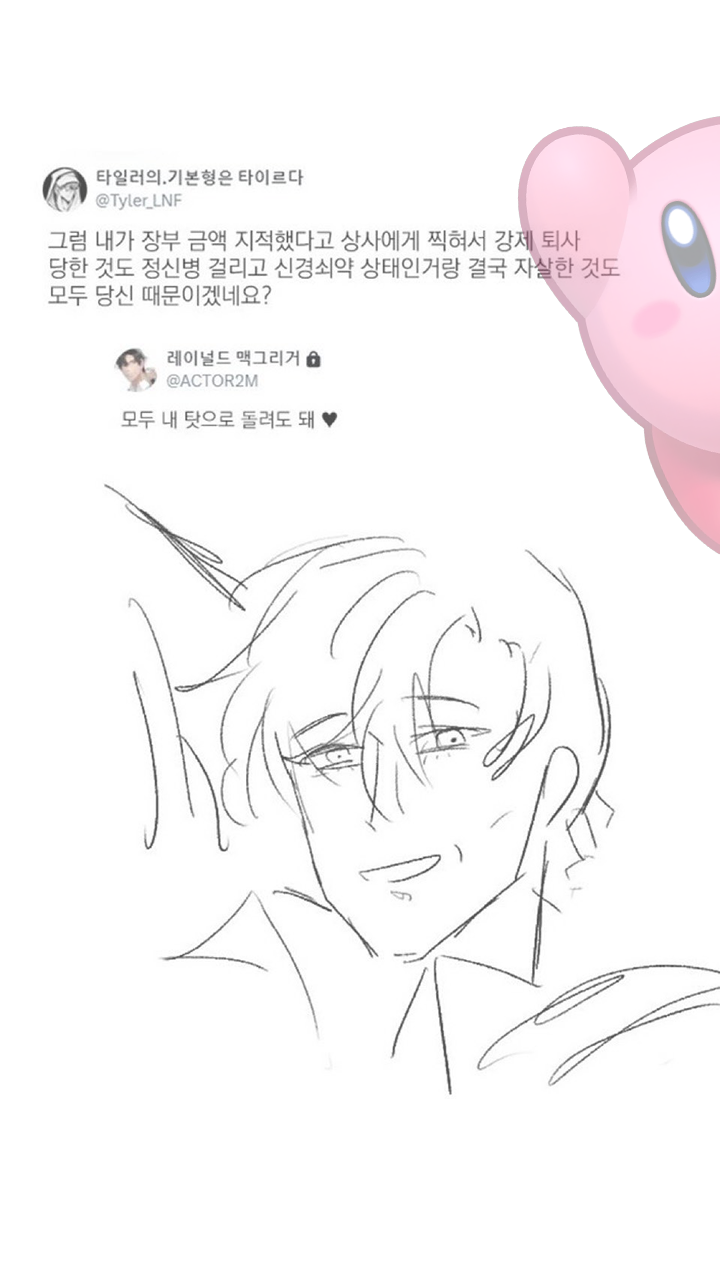 타일러의.기본형은 타이르다
@Tyler_LNF
그럼 내가 장부 금액 지적했다고 상사에게 찍혀서 강제 퇴사
당한 것도 정신병 걸리고 신경쇠약 상태인거랑 결국 자살한 것도
모두 당신 때문이겠네요?
레이널드 맥그리거
@ACTOR2M
모두 내 탓으로 돌려도 돼 ♥